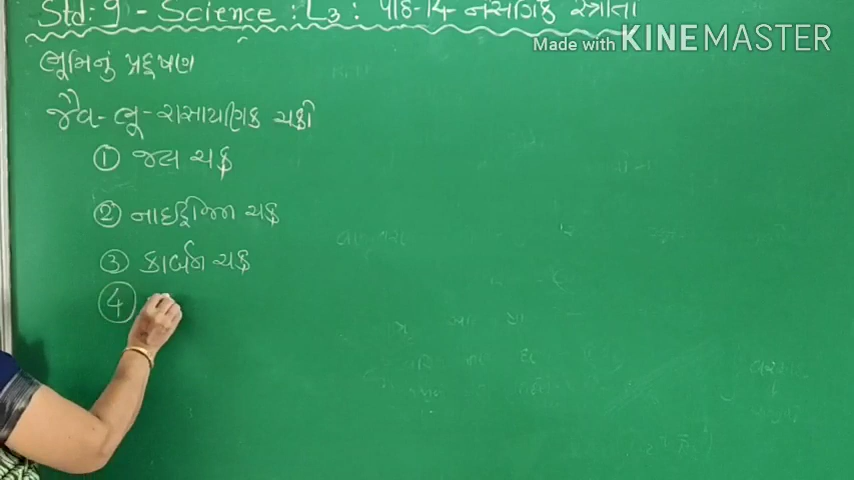 Std-9 - Science : L3 : પાઠ-14- નૈસર્ગિક સ્ત્રોતો
Made with KINEMASTER
ભૂમિનું પ્રદૂષણ
જૈવ-ભૂ-રાસાયણિક ચક્રો
① જલ ચક્ર
② નાઇટ્રોજન ચક્ર
③ કાર્બન ચક્ર
④